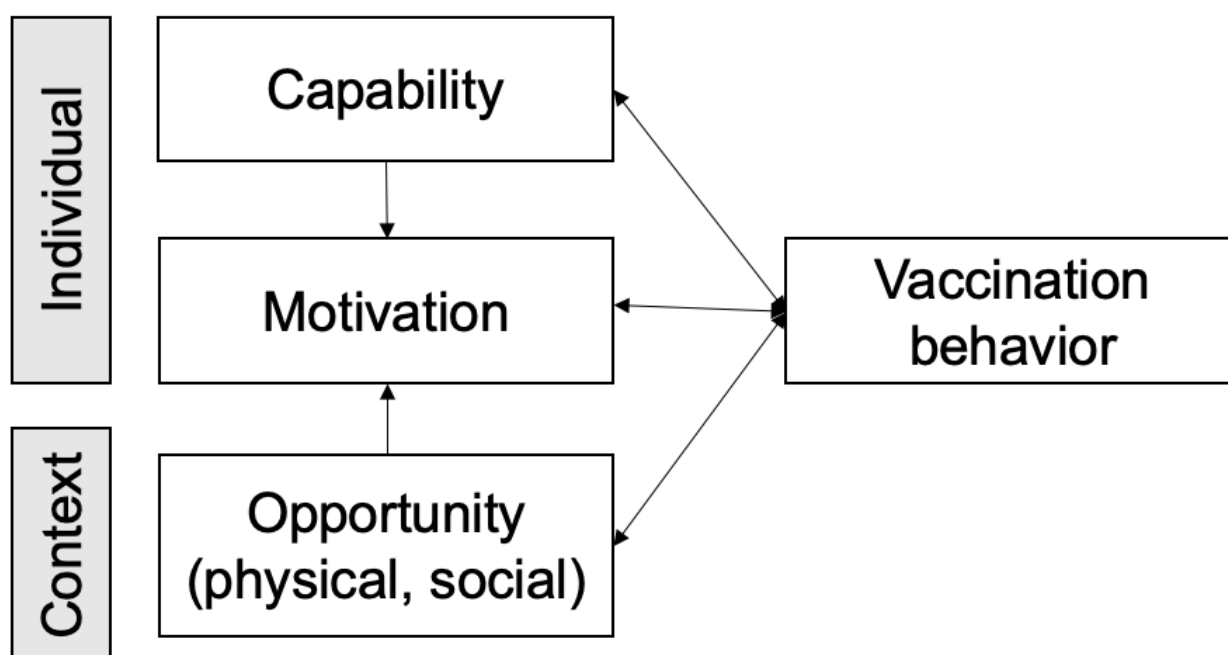 Individual
Capability
Motivation
Vaccination
behavior
Context
Opportunity
(physical, social)